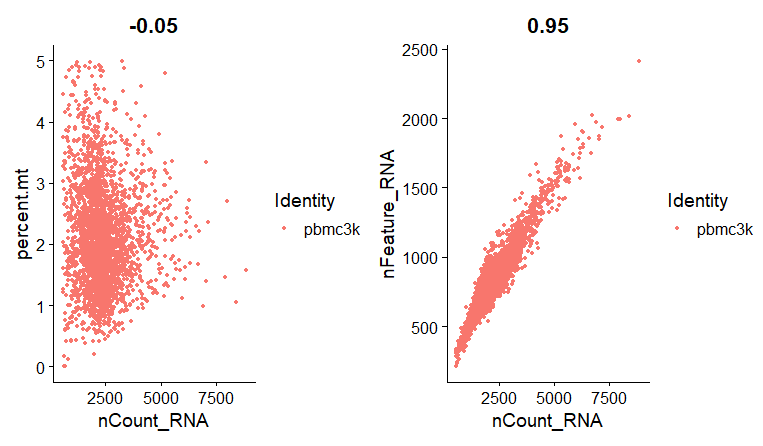 -0.05
percent.mt
5
4
3
2
1
0
2500 5000 7500
nCount_RNA
Identity
pbmc3k
0.95
nFeature_RNA
2500
2000
1500
1000
500
2500 5000 7500
nCount_RNA
Identity
pbmc3k